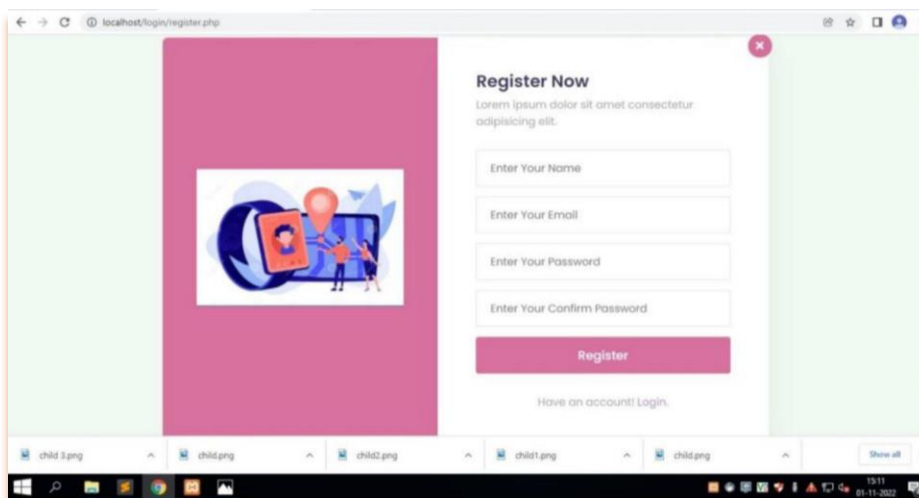 localhost/login/register.php
Register Now
Lorem ipsum dolor sit amet consectetur
adipisicing elit.
Enter Your Name
Enter Your Email
Enter Your Password
Enter Your Confirm Password
Register
Have an account! Login.
child 3.png
child.png
child2.png
child1.png
child.png
Show all
15:11
01-11-2022